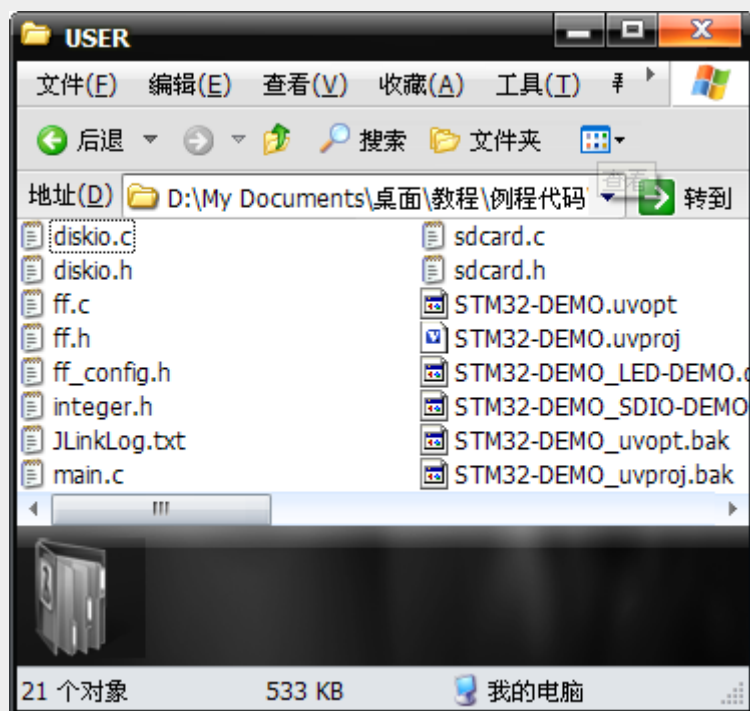 USER
文件(F) 编辑(E) 查看(V) 收藏(A) 工具(T)
后退 搜索 文件夹
查看
地址(D) D:\My Documents\桌面\教程\例程代码 转到
diskio.c sdcard.c
diskio.h sdcard.h
ff.c STM32-DEMO.uvopt
ff.h STM32-DEMO.uvproj
ff_config.h STM32-DEMO_LED-DEMO.
integer.h STM32-DEMO_SDIO-DEMO
JLinkLog.txt STM32-DEMO_uvopt.bak
main.c STM32-DEMO_uvproj.bak
21 个对象 533 KB 我的电脑